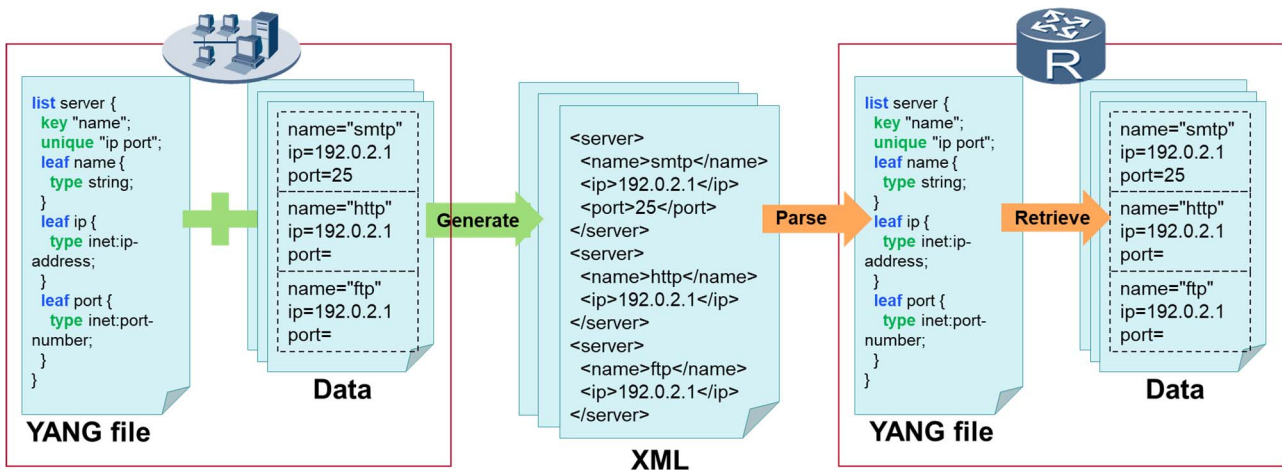 list server {
key "name";
unique "ip port";
leaf name {
type string;
}
leaf ip {
type inet:ip-
address;
}
leaf port {
type inet:port-
number;
}
}
YANG file
name="smtp"
ip=192.0.2.1
port=25
name="http"
ip=192.0.2.1
port=
name="ftp"
ip=192.0.2.1
port=
Data
Generate
<server>
<name>smtp</name>
<ip>192.0.2.1</ip>
<port>25</port>
</server>
<server>
<name>http</name>
<ip>192.0.2.1</ip>
</server>
<server>
<name>ftp</name>
<ip>192.0.2.1</ip>
</server>
XML
Parse
R
list server {
key "name";
unique "ip port";
leaf name {
type string;
}
leaf ip {
type inet:ip-
address;
}
leaf port {
type inet:port-
number;
}
}
YANG file
Retrieve
name="smtp"
ip=192.0.2.1
port=25
name="http"
ip=192.0.2.1
port=
name="ftp"
ip=192.0.2.1
port=
Data